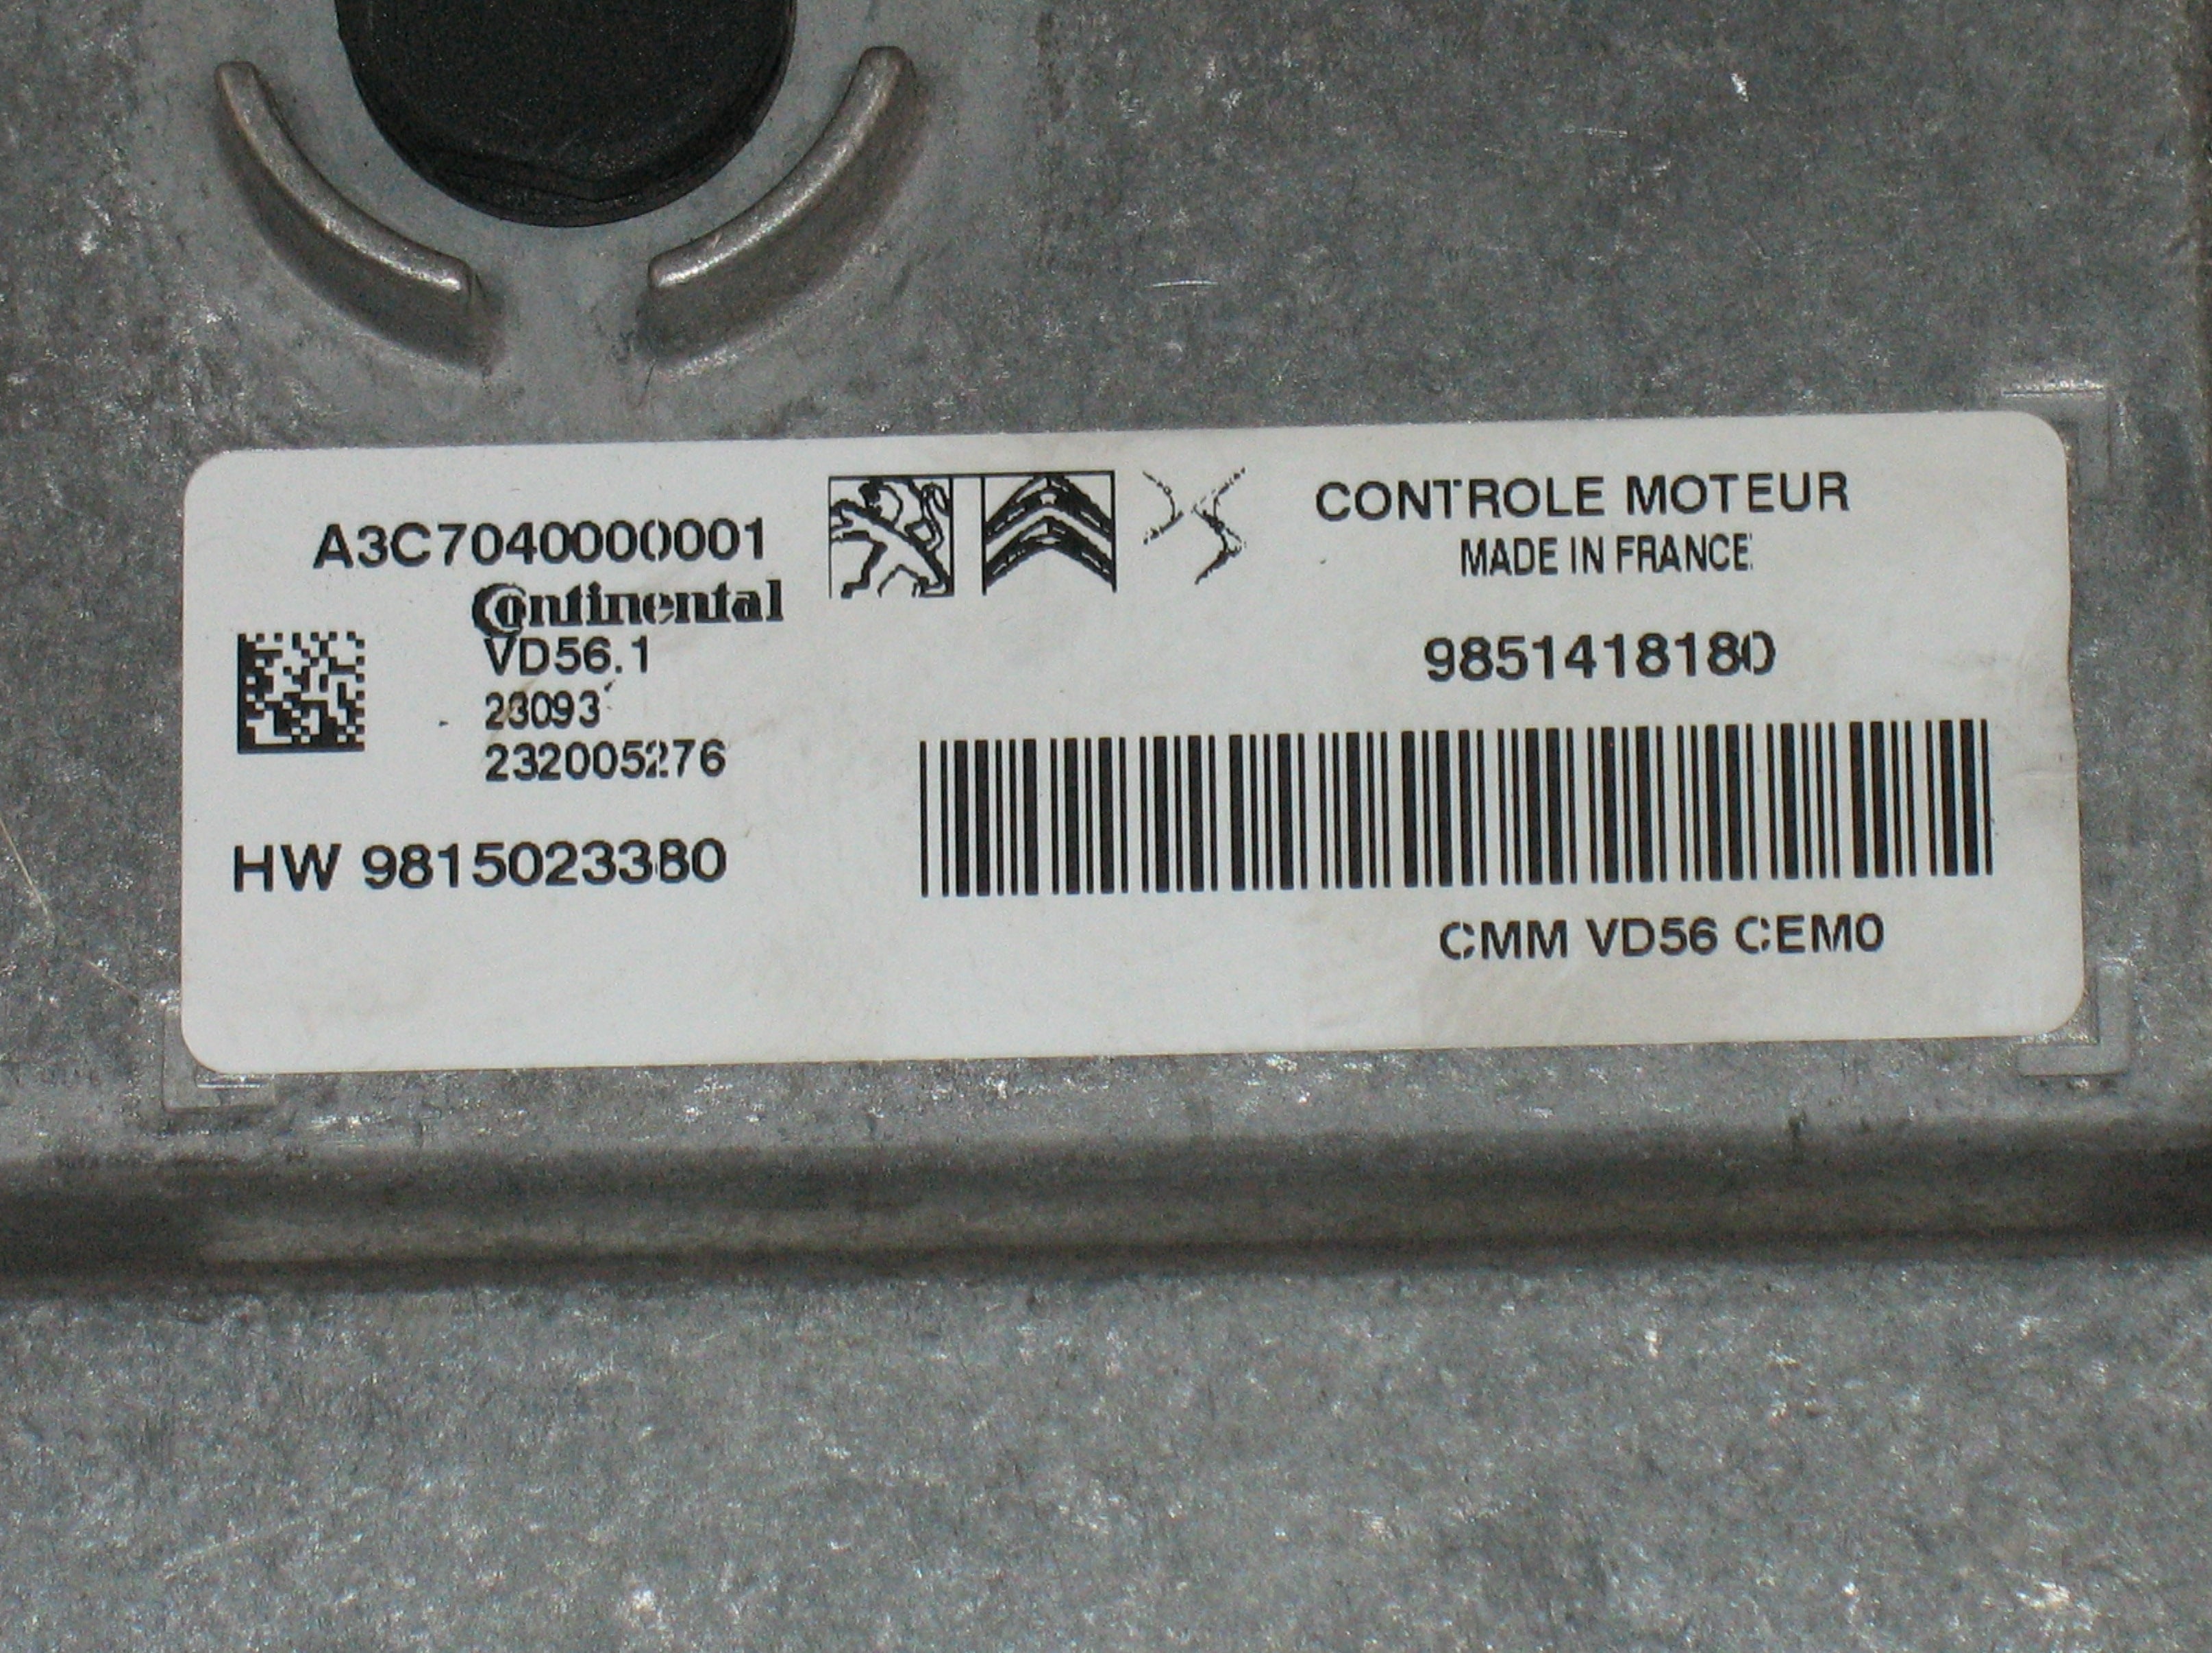 A3C7040000001
Continental
VD56.1
23093
232005276
HW 9815023380
CONTROLE MOTEUR
MADE IN FRANCE
9851418180
CMM VD56 CEM0